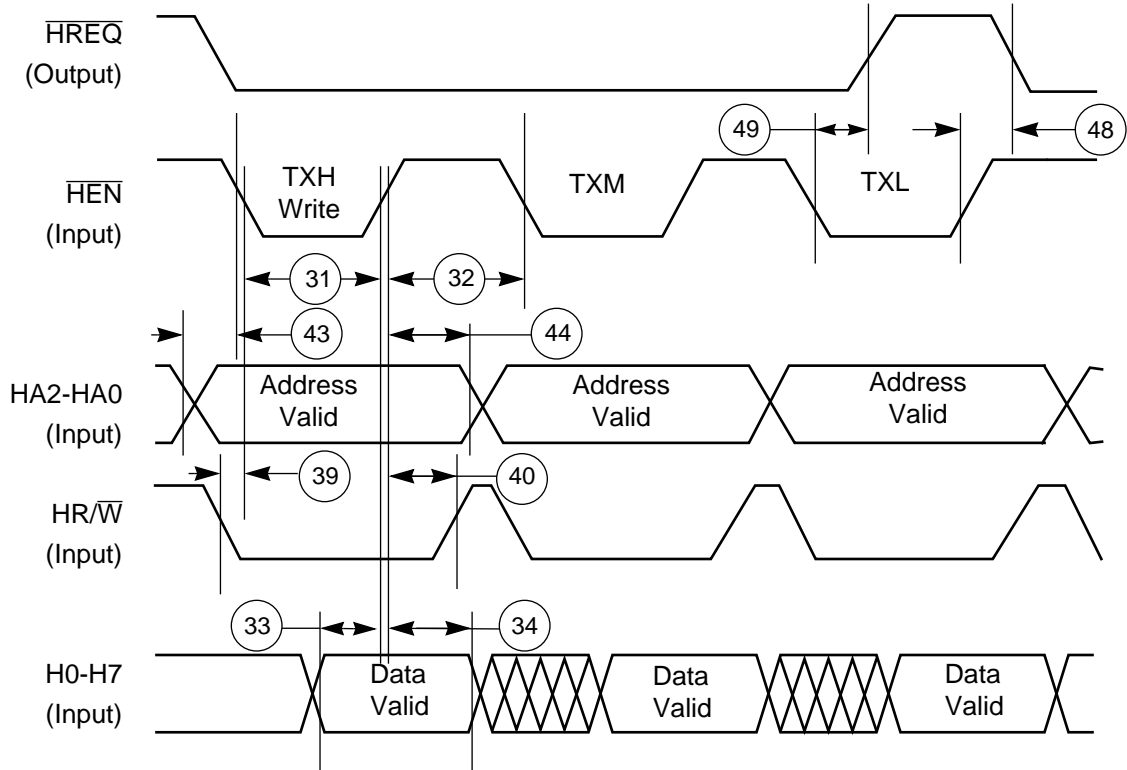 HREQ
(Output)
49
48
HEN
(Input)
TXH
Write
TXM
TXL
31
32
43
44
HA2-HA0
(Input)
Address
Valid
Address
Valid
Address
Valid
39
40
HR/W
(Input)
33
34
H0-H7
(Input)
Data
Valid
Data
Valid
Data
Valid